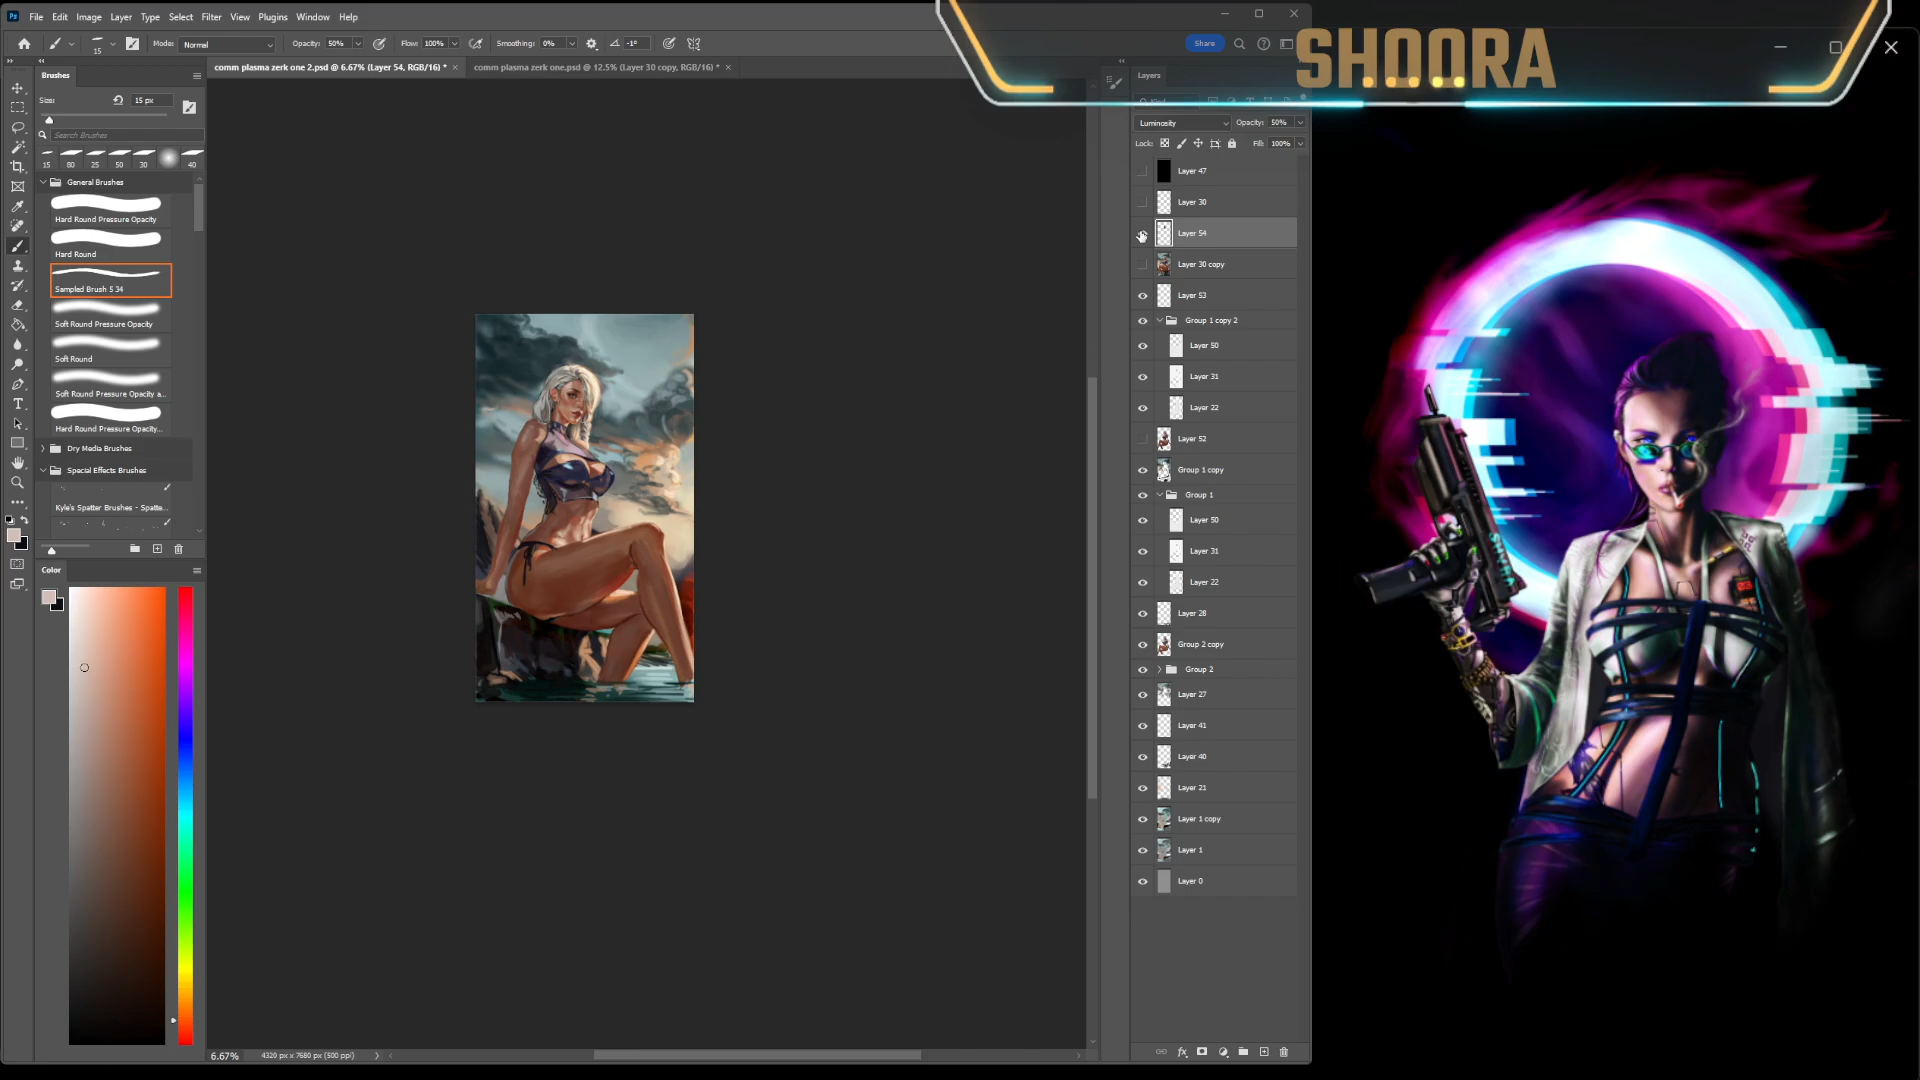 File Edit Image Layer Type Select Filter View Plugins Window Help
15 Mode: Normal Opacity: 50% Flow: 100% Smoothing: 0% -1° Share
SHOORA
comm plasma zerk one 2.psd @ 6.67% (Layer 54, RGB/16) *
comm plasma zerk one.psd @ 12.5% (Layer 30 copy, RGB/16) *
Brushes
Size: 15 px
Search Brushes
15 80 25 50 30 40
General Brushes
Hard Round Pressure Opacity
Hard Round
Sampled Brush 5 34
Soft Round Pressure Opacity
Soft Round
Soft Round Pressure Opacity a...
Hard Round Pressure Opacity...
Dry Media Brushes
Special Effects Brushes
Kyle's Spatter Brushes - Spatte...
Color
6.67% 4320 px x 7680 px (500 ppi)
Layers
Luminosity Opacity: 50%
Lock: Fill: 100%
Layer 47
Layer 30
Layer 54
Layer 30 copy
Layer 53
Group 1 copy 2
Layer 50
Layer 31
Layer 22
Layer 52
Group 1 copy
Group 1
Layer 50
Layer 31
Layer 22
Layer 28
Group 2 copy
Group 2
Layer 27
Layer 41
Layer 40
Layer 21
Layer 1 copy
Layer 1
Layer 0